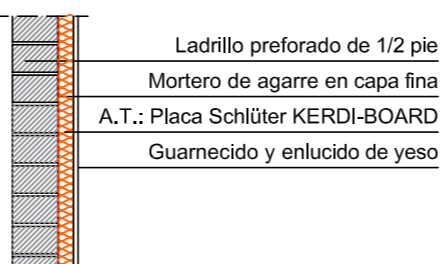 Ladrillo preforado de 1/2 pie
Mortero de agarre en capa fina
A.T.: Placa Schlüter KERDI-BOARD
Guarnecido y enlucido de yeso